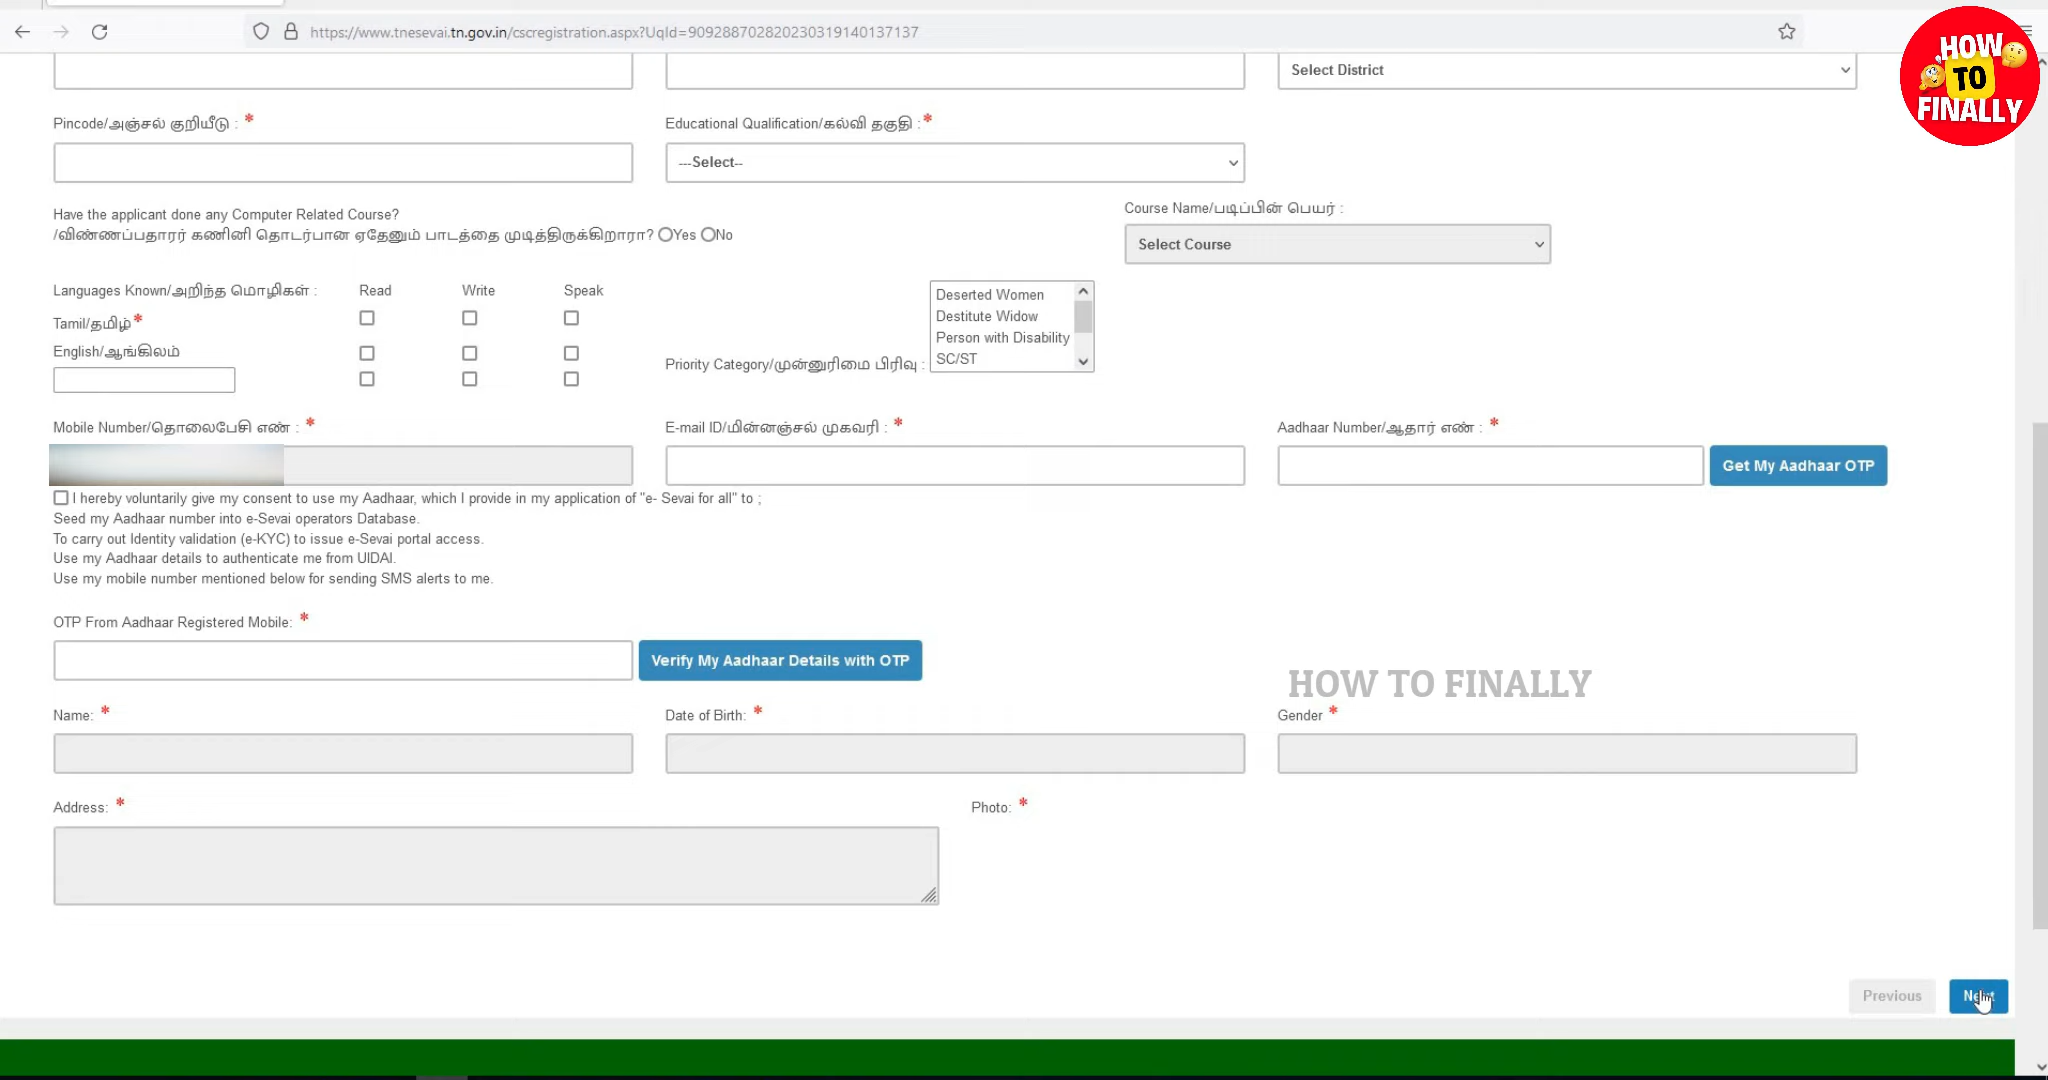 https://www.tnesevai.tn.gov.in/cscregistration.aspx?UqId=909288702820230319140137137
HOW
TO
FINALLY
Select District
Pincode/அஞ்சல் குறியீடு : *
Educational Qualification/கல்வி தகுதி : *
---Select--
Have the applicant done any Computer Related Course?
/விண்ணப்பதாரர் கணினி தொடர்பான ஏதேனும் பாடத்தை முடித்திருக்கிறாரா? Yes No
Course Name/படிப்பின் பெயர் :
Select Course
Languages Known/அறிந்த மொழிகள் : Read Write Speak
Tamil/தமிழ் *
English/ஆங்கிலம்
Priority Category/முன்னுரிமை பிரிவு :
Deserted Women
Destitute Widow
Person with Disability
SC/ST
Mobile Number/தொலைபேசி எண் : *
E-mail ID/மின்னஞ்சல் முகவரி : *
Aadhaar Number/ஆதார் எண் : *
Get My Aadhaar OTP
I hereby voluntarily give my consent to use my Aadhaar, which I provide in my application of "e- Sevai for all" to ;
Seed my Aadhaar number into e-Sevai operators Database.
To carry out Identity validation (e-KYC) to issue e-Sevai portal access.
Use my Aadhaar details to authenticate me from UIDAI.
Use my mobile number mentioned below for sending SMS alerts to me.
OTP From Aadhaar Registered Mobile: *
Verify My Aadhaar Details with OTP
HOW TO FINALLY
Name: *
Date of Birth: *
Gender *
Address: *
Photo: *
Previous
Next